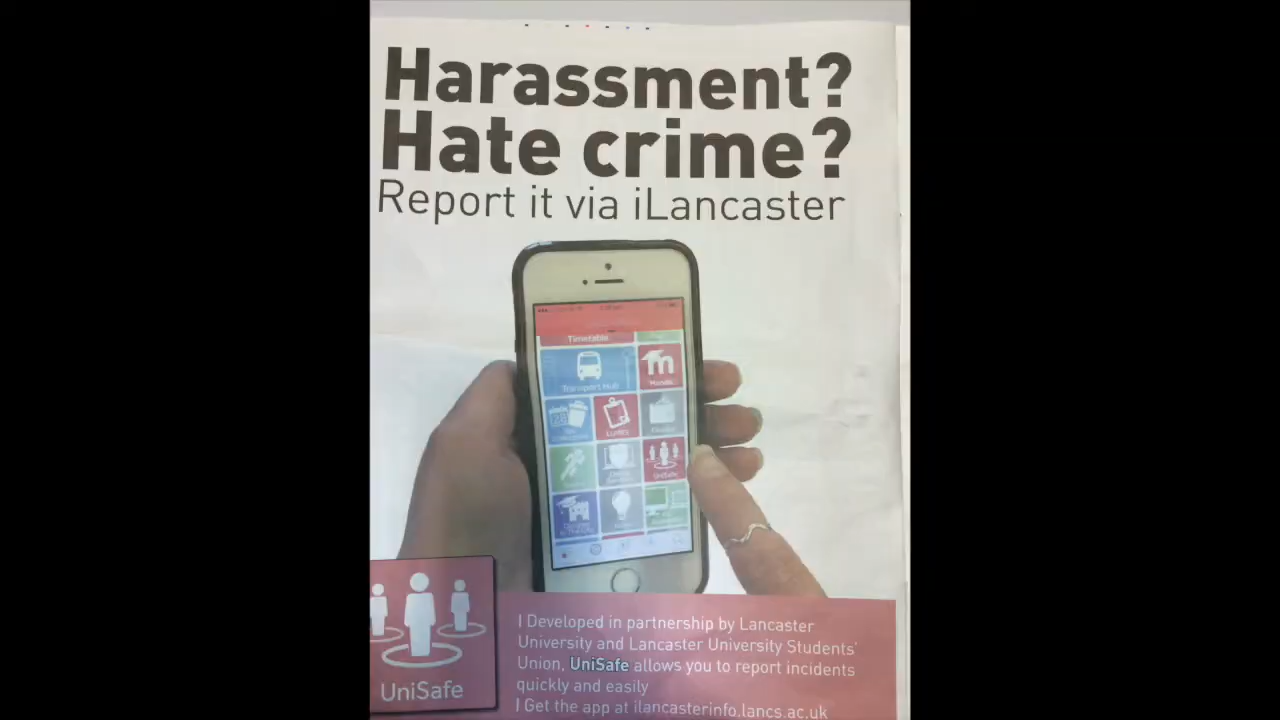 Harassment?
Hate crime?
Report it via iLancaster
Timetable
Transport Hub
Moodle
UniSafe
UniSafe
I Developed in partnership by Lancaster
University and Lancaster University Students'
Union, UniSafe allows you to report incidents
quickly and easily
I Get the app at ilancasterinfo.lancs.ac.uk